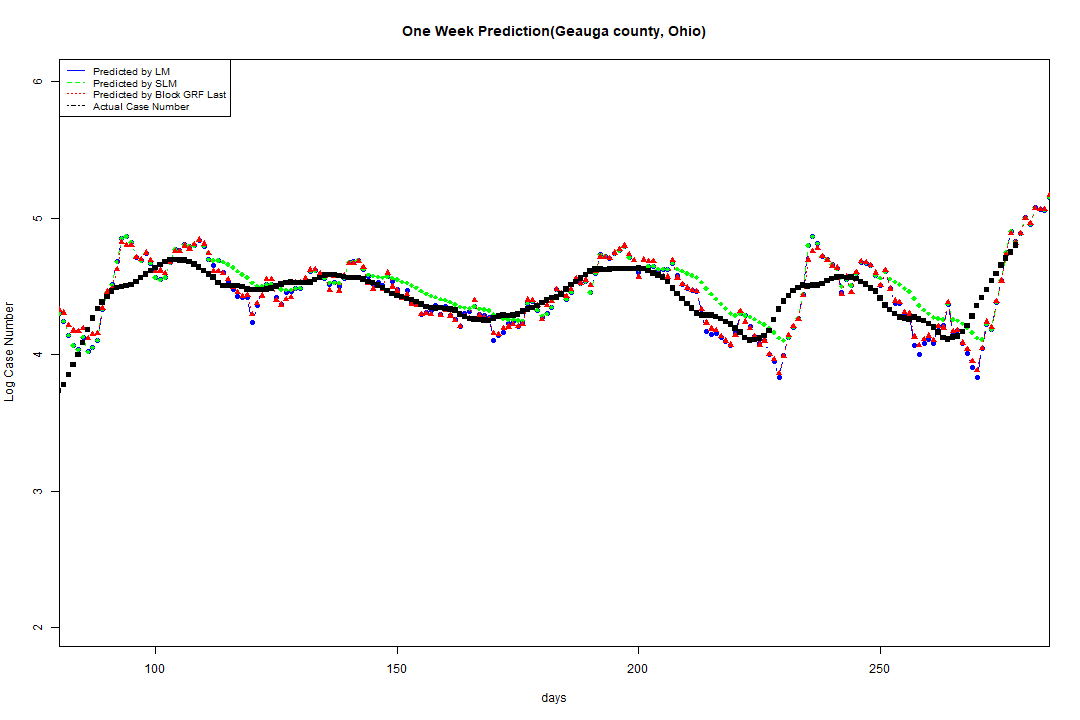 One Week Prediction(Geauga county, Ohio)
Predicted by LM
Predicted by SLM
Predicted by Block GRF Last
Actual Case Number
6
5
4
3
2
Log Case Number
100 150 200 250
days